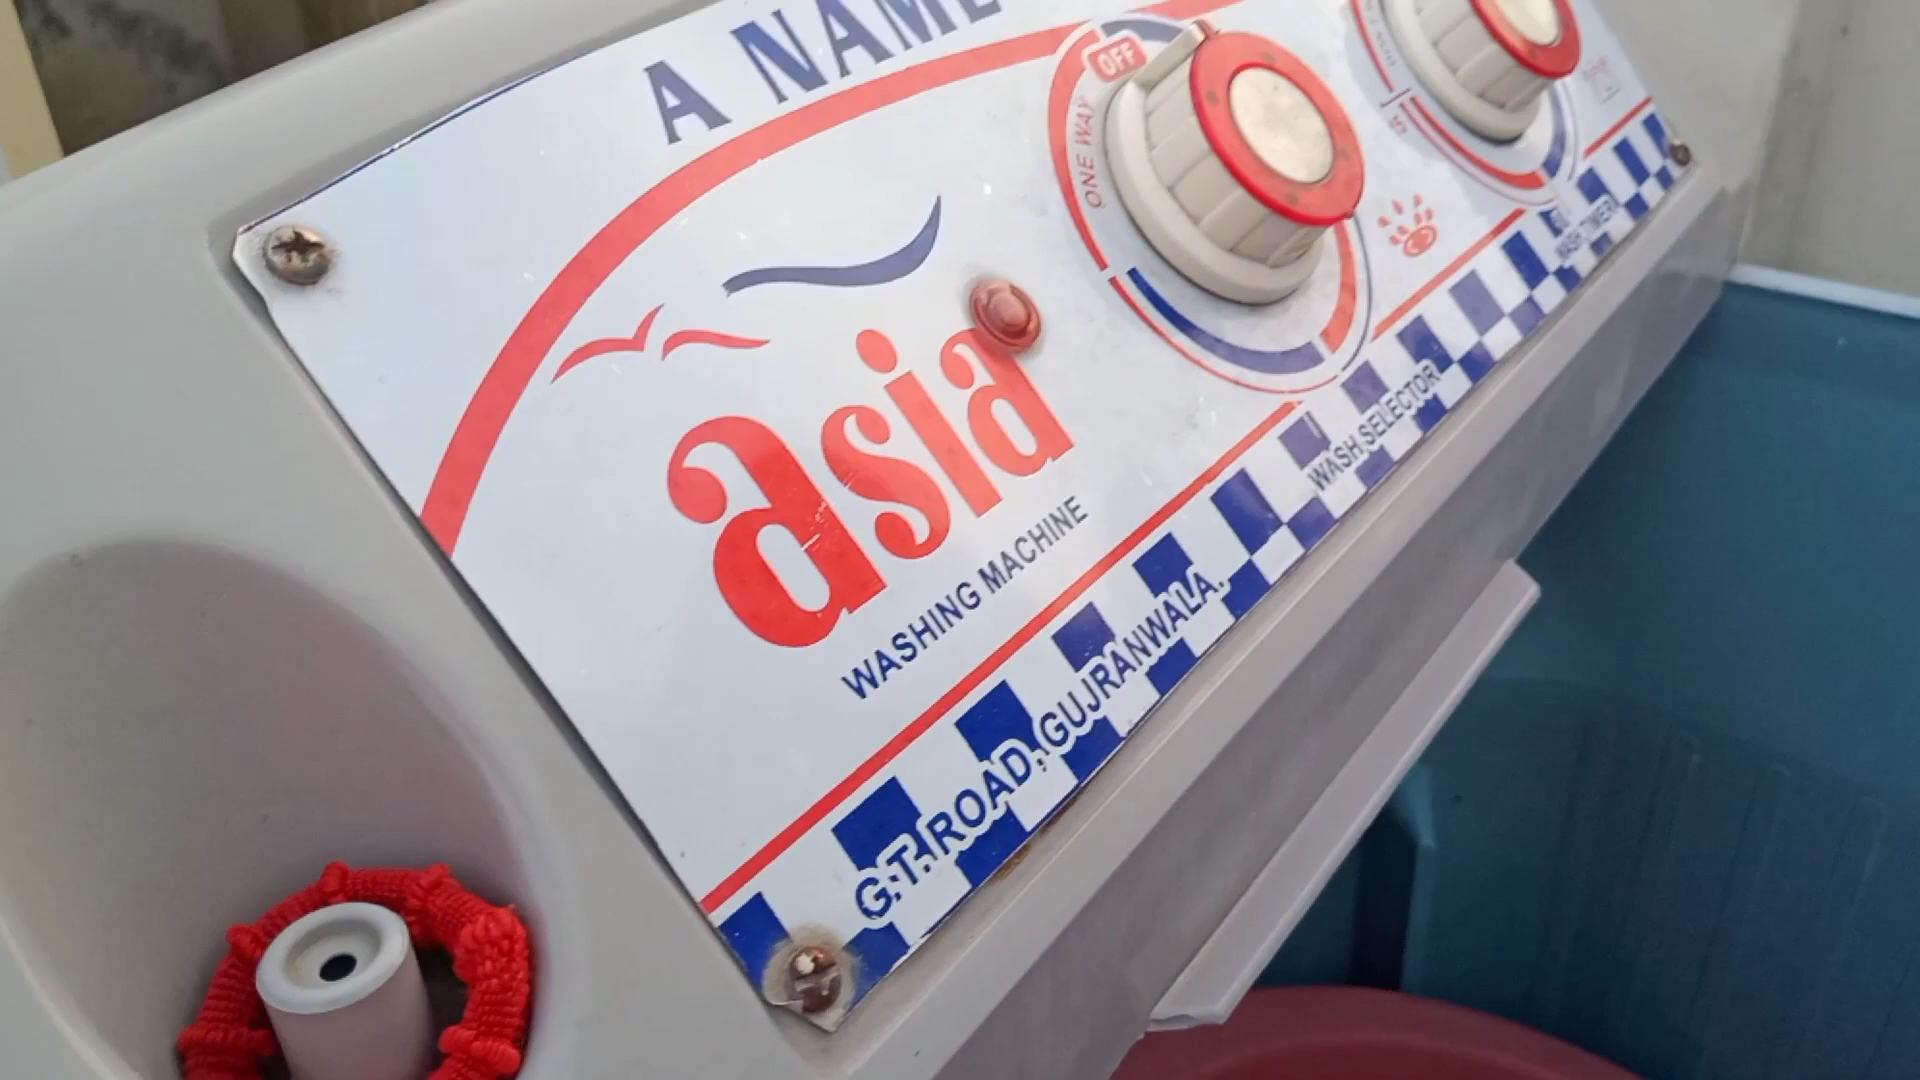 A NAME
OFF
ONE WAY
asia
WASHING MACHINE
WASH SELECTOR
WASH TIMER
G.T. ROAD, GUJRANWALA.